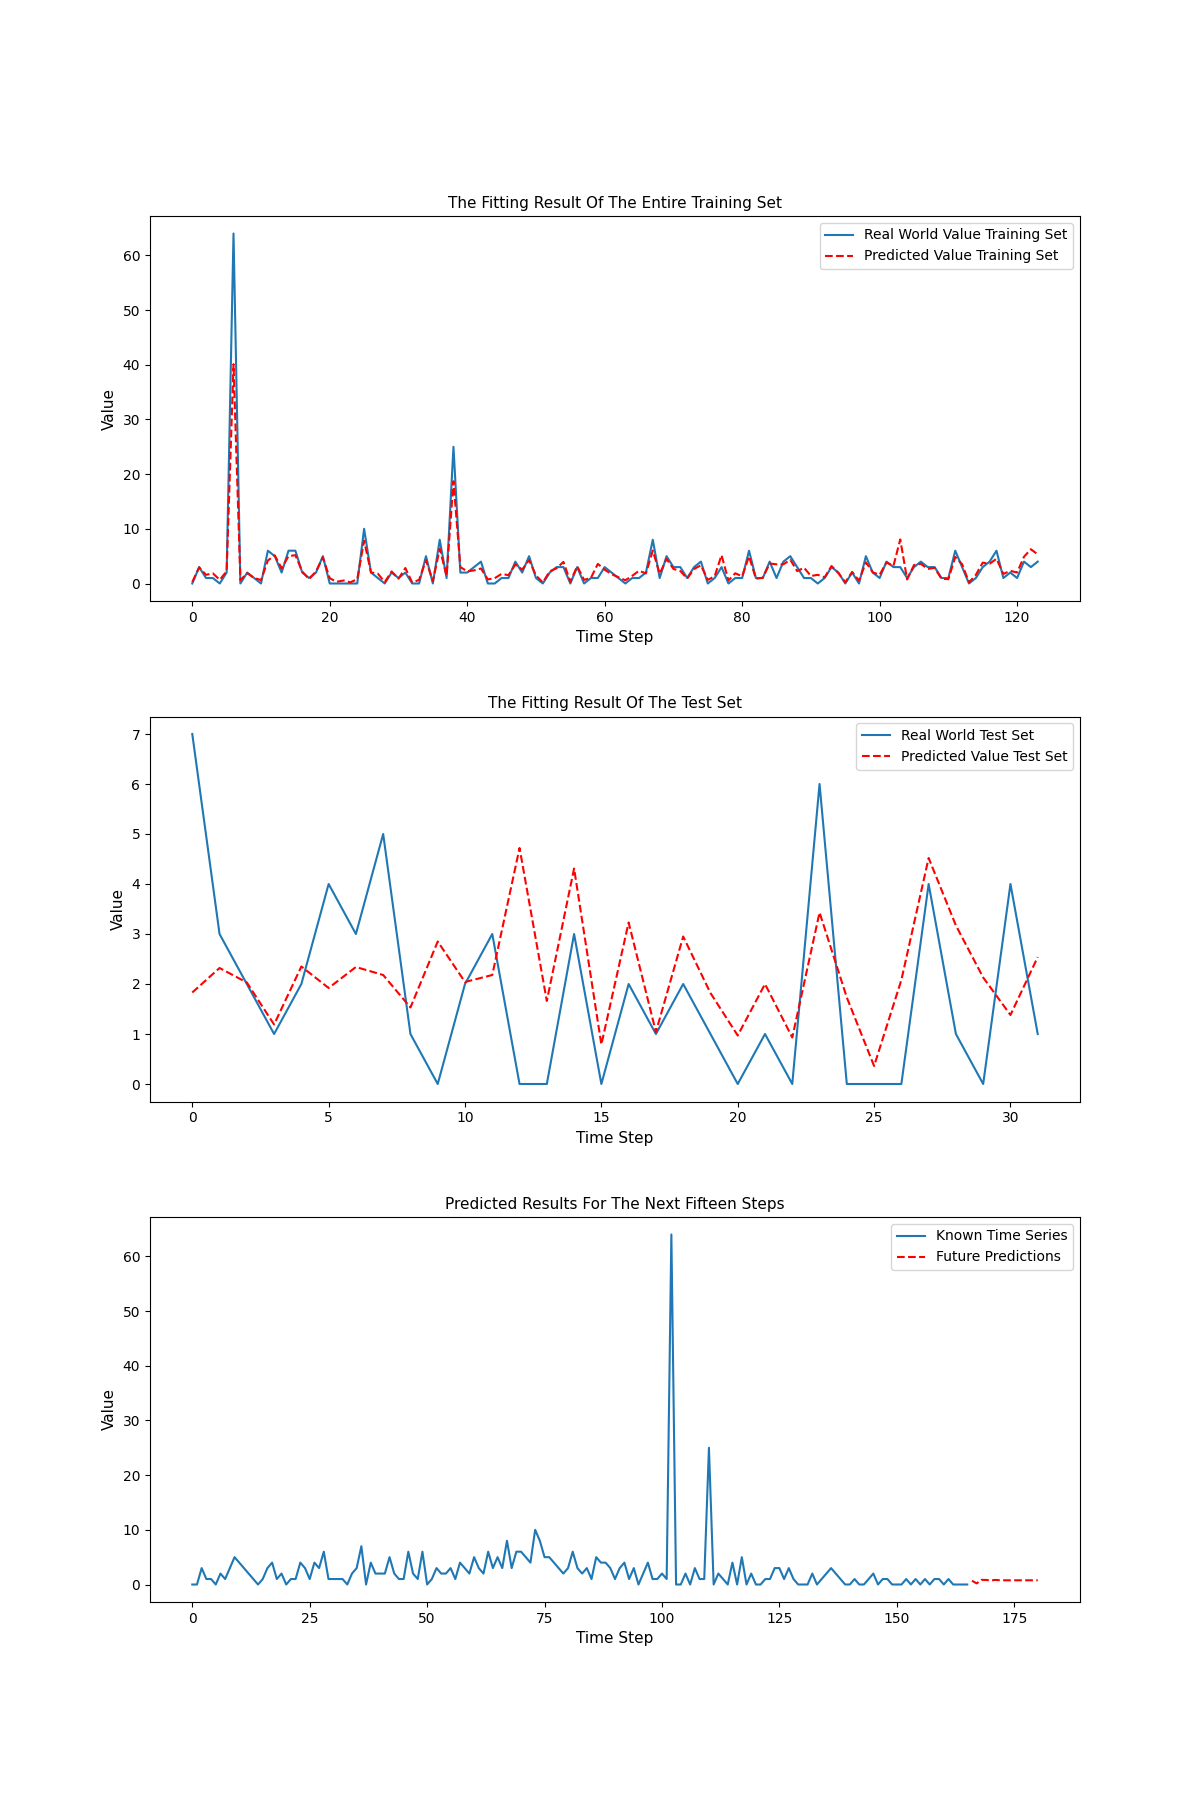 The Fitting Result Of The Entire Training Set
Real World Value Training Set
Predicted Value Training Set
Value
60
50
40
30
20
10
0
0 20 40 60 80 100 120
Time Step
The Fitting Result Of The Test Set
Real World Test Set
Predicted Value Test Set
Value
7
6
5
4
3
2
1
0
0 5 10 15 20 25 30
Time Step
Predicted Results For The Next Fifteen Steps
Known Time Series
Future Predictions
Value
60
50
40
30
20
10
0
0 25 50 75 100 125 150 175
Time Step